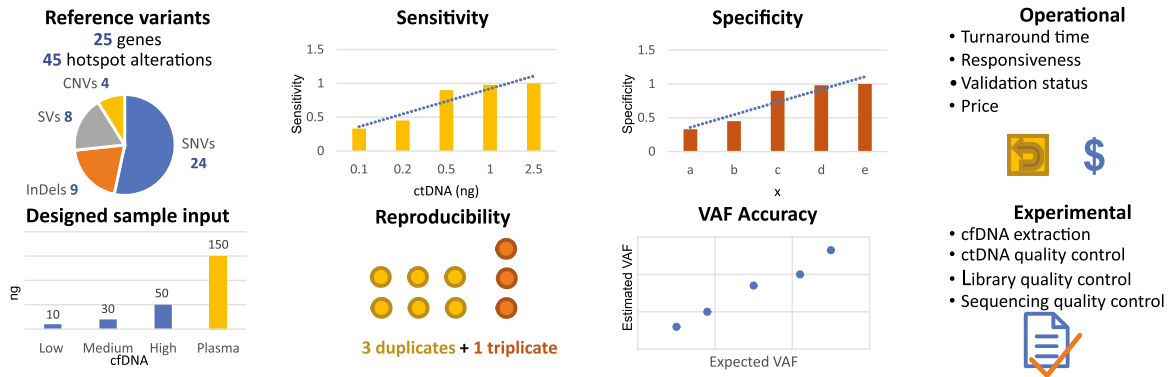 Reference variants
25 genes
45 hotspot alterations
CNVs 4
SVs 8
SNVs
24
InDels 9
Sensitivity
1.5
1
0.5
0
Sensitivity
0.1 0.2 0.5 1 2.5
ctDNA (ng)
Specificity
1.5
1
0.5
0
Specificity
a b c d e
x
Operational
• Turnaround time
• Responsiveness
• Validation status
• Price
$
Designed sample input
ng
10 30 50 150
Low Medium High Plasma
cfDNA
Reproducibility
3 duplicates + 1 triplicate
VAF Accuracy
Estimated VAF
Expected VAF
Experimental
• cfDNA extraction
• ctDNA quality control
• Library quality control
• Sequencing quality control